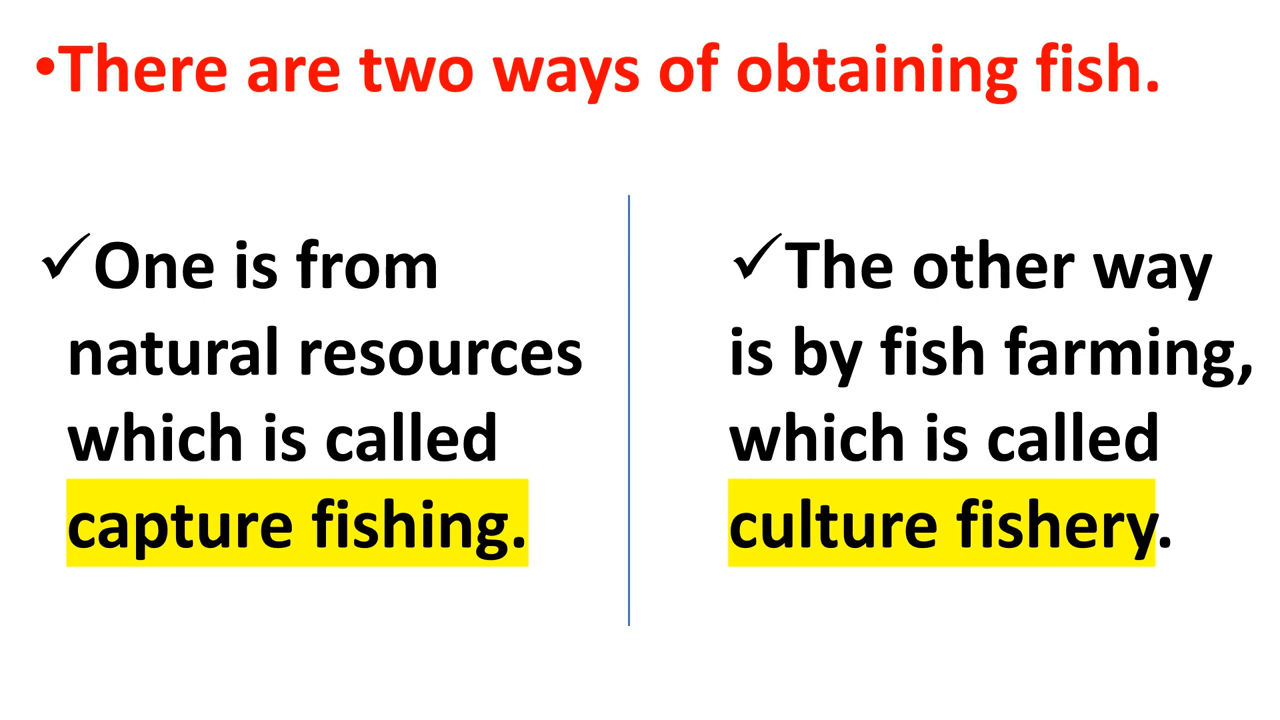 •There are two ways of obtaining fish.
✓One is from
natural resources
which is called
capture fishing.
✓The other way
is by fish farming,
which is called
culture fishery.